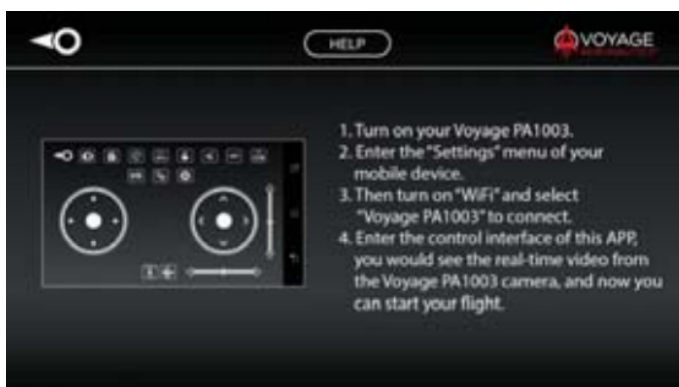 HELP
VOYAGE
1. Turn on your Voyage PA1003.
2. Enter the "Settings" menu of your
mobile device.
3. Then turn on "WiFi" and select
"Voyage PA1003" to connect.
4. Enter the control interface of this APP,
you would see the real-time video from
the Voyage PA1003 camera, and now you
can start your flight.